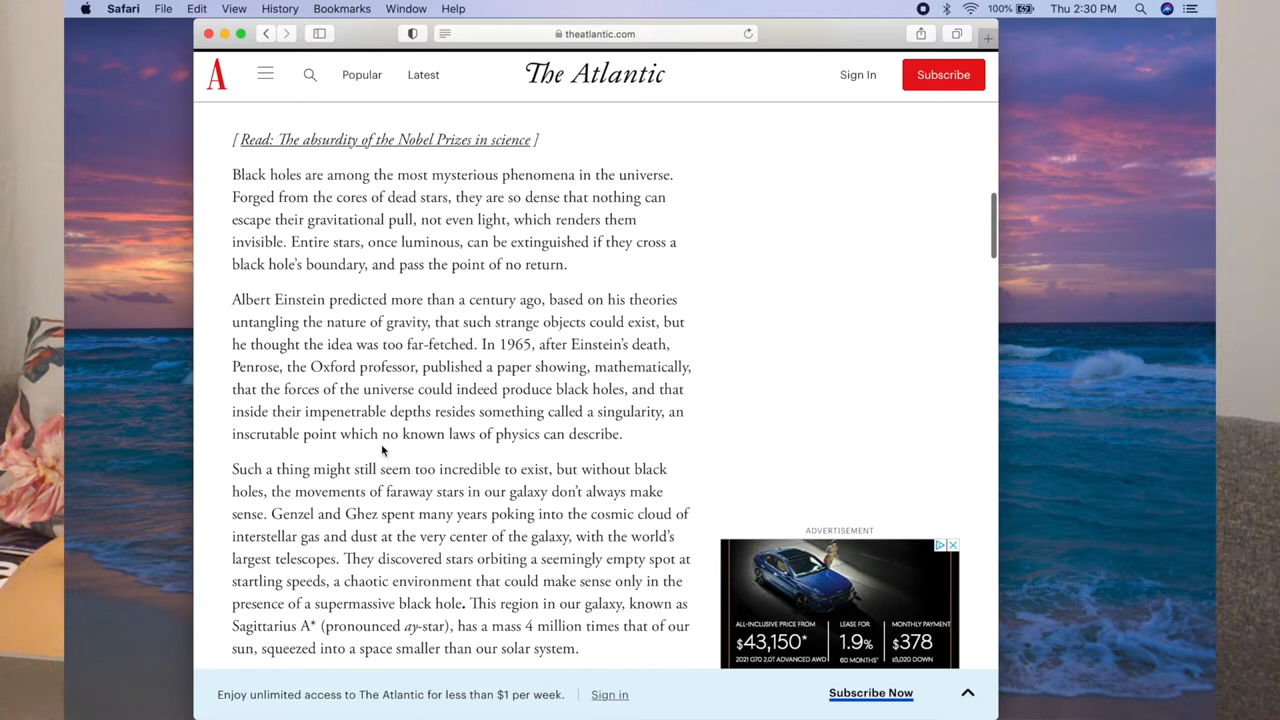 Safari File Edit View History Bookmarks Window Help 100% Thu 2:30 PM
theatlantic.com
A Popular Latest The Atlantic Sign In Subscribe
[ Read: The absurdity of the Nobel Prizes in science ]
Black holes are among the most mysterious phenomena in the universe.
Forged from the cores of dead stars, they are so dense that nothing can
escape their gravitational pull, not even light, which renders them
invisible. Entire stars, once luminous, can be extinguished if they cross a
black hole’s boundary, and pass the point of no return.
Albert Einstein predicted more than a century ago, based on his theories
untangling the nature of gravity, that such strange objects could exist, but
he thought the idea was too far-fetched. In 1965, after Einstein’s death,
Penrose, the Oxford professor, published a paper showing, mathematically,
that the forces of the universe could indeed produce black holes, and that
inside their impenetrable depths resides something called a singularity, an
inscrutable point which no known laws of physics can describe.
Such a thing might still seem too incredible to exist, but without black
holes, the movements of faraway stars in our galaxy don’t always make
sense. Genzel and Ghez spent many years poking into the cosmic cloud of
interstellar gas and dust at the very center of the galaxy, with the world’s
largest telescopes. They discovered stars orbiting a seemingly empty spot at
startling speeds, a chaotic environment that could make sense only in the
presence of a supermassive black hole. This region in our galaxy, known as
Sagittarius A* (pronounced ay-star), has a mass 4 million times that of our
sun, squeezed into a space smaller than our solar system.
ADVERTISEMENT
ALL-INCLUSIVE PRICE FROM
$43,150*
2021 G70 2.0T ADVANCED AWD
LEASE FOR
1.9%
60 MONTHS*
MONTHLY PAYMENT
$378
$5,020 DOWN
Enjoy unlimited access to The Atlantic for less than $1 per week. Sign in Subscribe Now